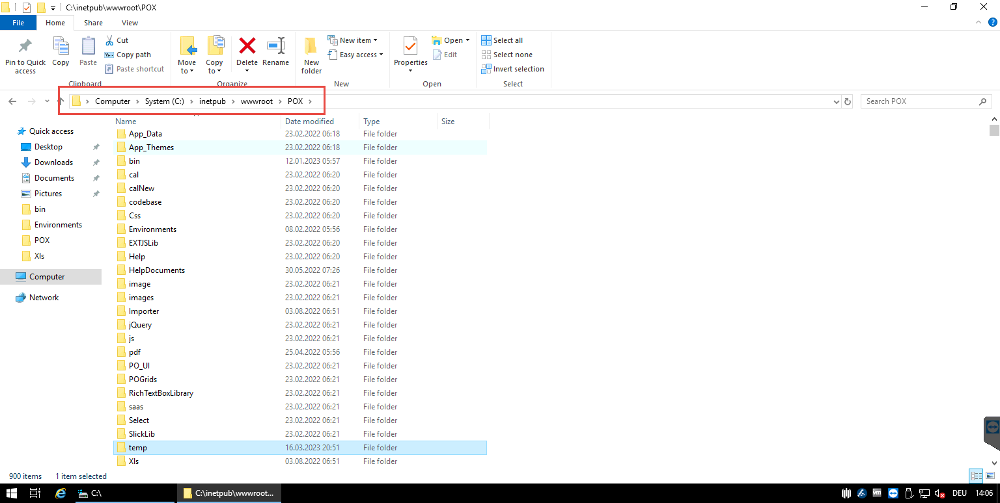 C:\inetpub\wwwroot\POX
File Home Share View
Pin to Quick access
Copy
Paste
Cut
Copy path
Paste shortcut
Clipboard
Move to
Copy to
Delete
Rename
Organize
New folder
New item
Easy access
New
Properties
Open
Edit
Open
Select all
Select none
Invert selection
Select
Computer System (C:) inetpub wwwroot POX
Search POX
Quick access
Desktop
Downloads
Documents
Pictures
bin
Environments
POX
Xls
Computer
Network
Name Date modified Type Size
App_Data 23.02.2022 06:18 File folder
App_Themes 23.02.2022 06:18 File folder
bin 12.01.2023 05:57 File folder
cal 23.02.2022 06:20 File folder
calNew 23.02.2022 06:20 File folder
codebase 23.02.2022 06:20 File folder
Css 23.02.2022 06:20 File folder
Environments 08.02.2022 05:56 File folder
EXTJSLib 23.02.2022 06:20 File folder
Help 23.02.2022 06:20 File folder
HelpDocuments 30.05.2022 07:26 File folder
image 23.02.2022 06:21 File folder
images 23.02.2022 06:21 File folder
Importer 03.08.2022 06:51 File folder
jQuery 23.02.2022 06:21 File folder
js 23.02.2022 06:21 File folder
pdf 25.04.2022 05:56 File folder
PO_UI 23.02.2022 06:21 File folder
POGrids 23.02.2022 06:21 File folder
RichTextBoxLibrary 23.02.2022 06:21 File folder
saas 23.02.2022 06:21 File folder
Select 23.02.2022 06:21 File folder
SlickLib 23.02.2022 06:21 File folder
temp 16.03.2023 20:51 File folder
Xls 03.08.2022 06:51 File folder
900 items 1 item selected
C:\
C:\inetpub\wwwroot...
vm
DEU 14:06